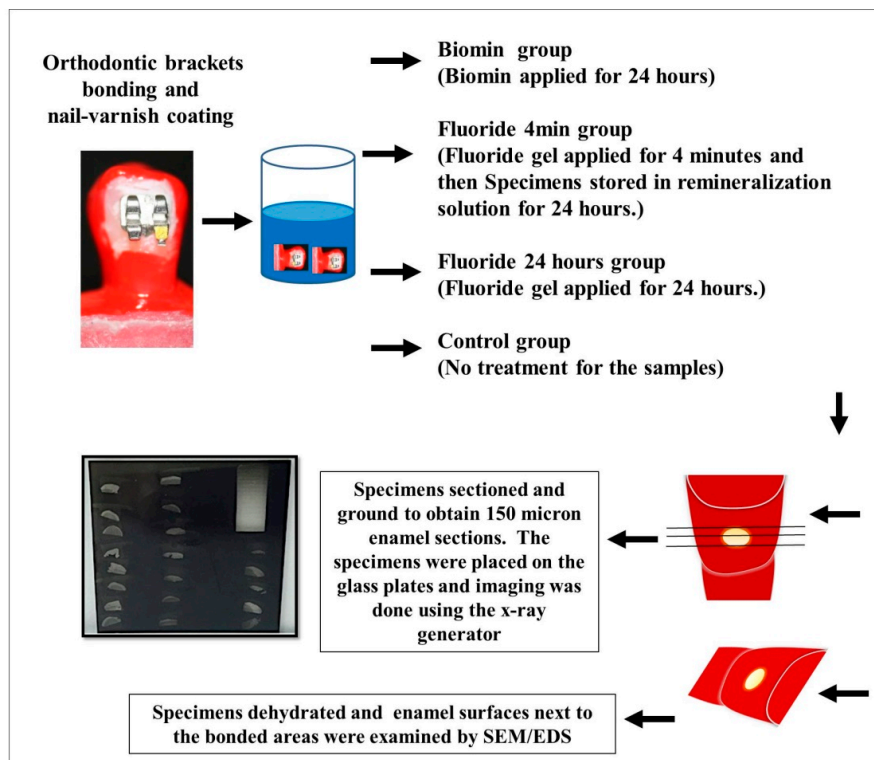 Orthodontic brackets
bonding and
nail-varnish coating
Biomin group
(Biomin applied for 24 hours)
Fluoride 4min group
(Fluoride gel applied for 4 minutes and
then Specimens stored in remineralization
solution for 24 hours.)
Fluoride 24 hours group
(Fluoride gel applied for 24 hours.)
Control group
(No treatment for the samples)
Specimens sectioned and
ground to obtain 150 micron
enamel sections. The
specimens were placed on the
glass plates and imaging was
done using the x-ray
generator
Specimens dehydrated and enamel surfaces next to
the bonded areas were examined by SEM/EDS